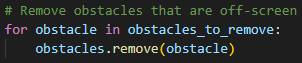 # Remove obstacles that are off-screen
for obstacle in obstacles_to_remove:
    obstacles.remove(obstacle)